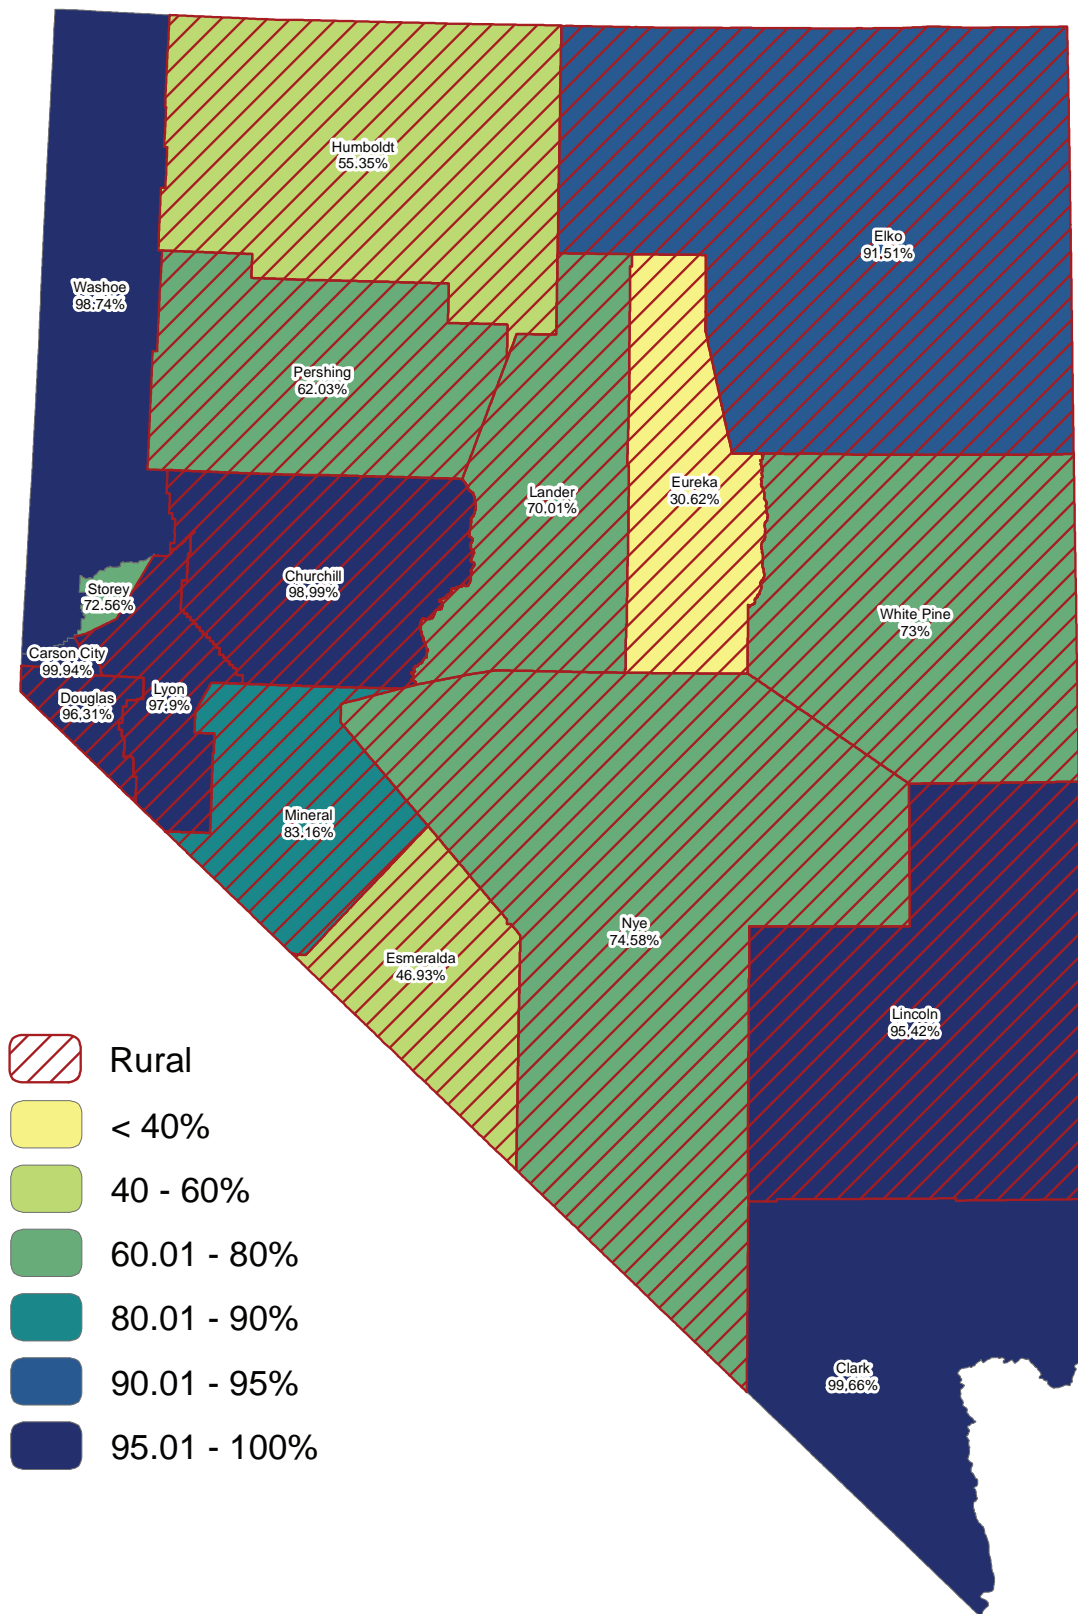 Humboldt
55.35%
Elko
91.51%
Washoe
98.74%
Pershing
62.03%
Eureka
30.62%
Lander
70.01%
Churchill
98.99%
Storey
72.56%
White Pine
73%
Carson City
99.94%
Lyon
97.9%
Douglas
96.31%
Mineral
83.16%
Nye
74.58%
Esmeralda
46.93%
Lincoln
95.42%
Clark
99.66%
Rural
< 40%
40 - 60%
60.01 - 80%
80.01 - 90%
90.01 - 95%
95.01 - 100%